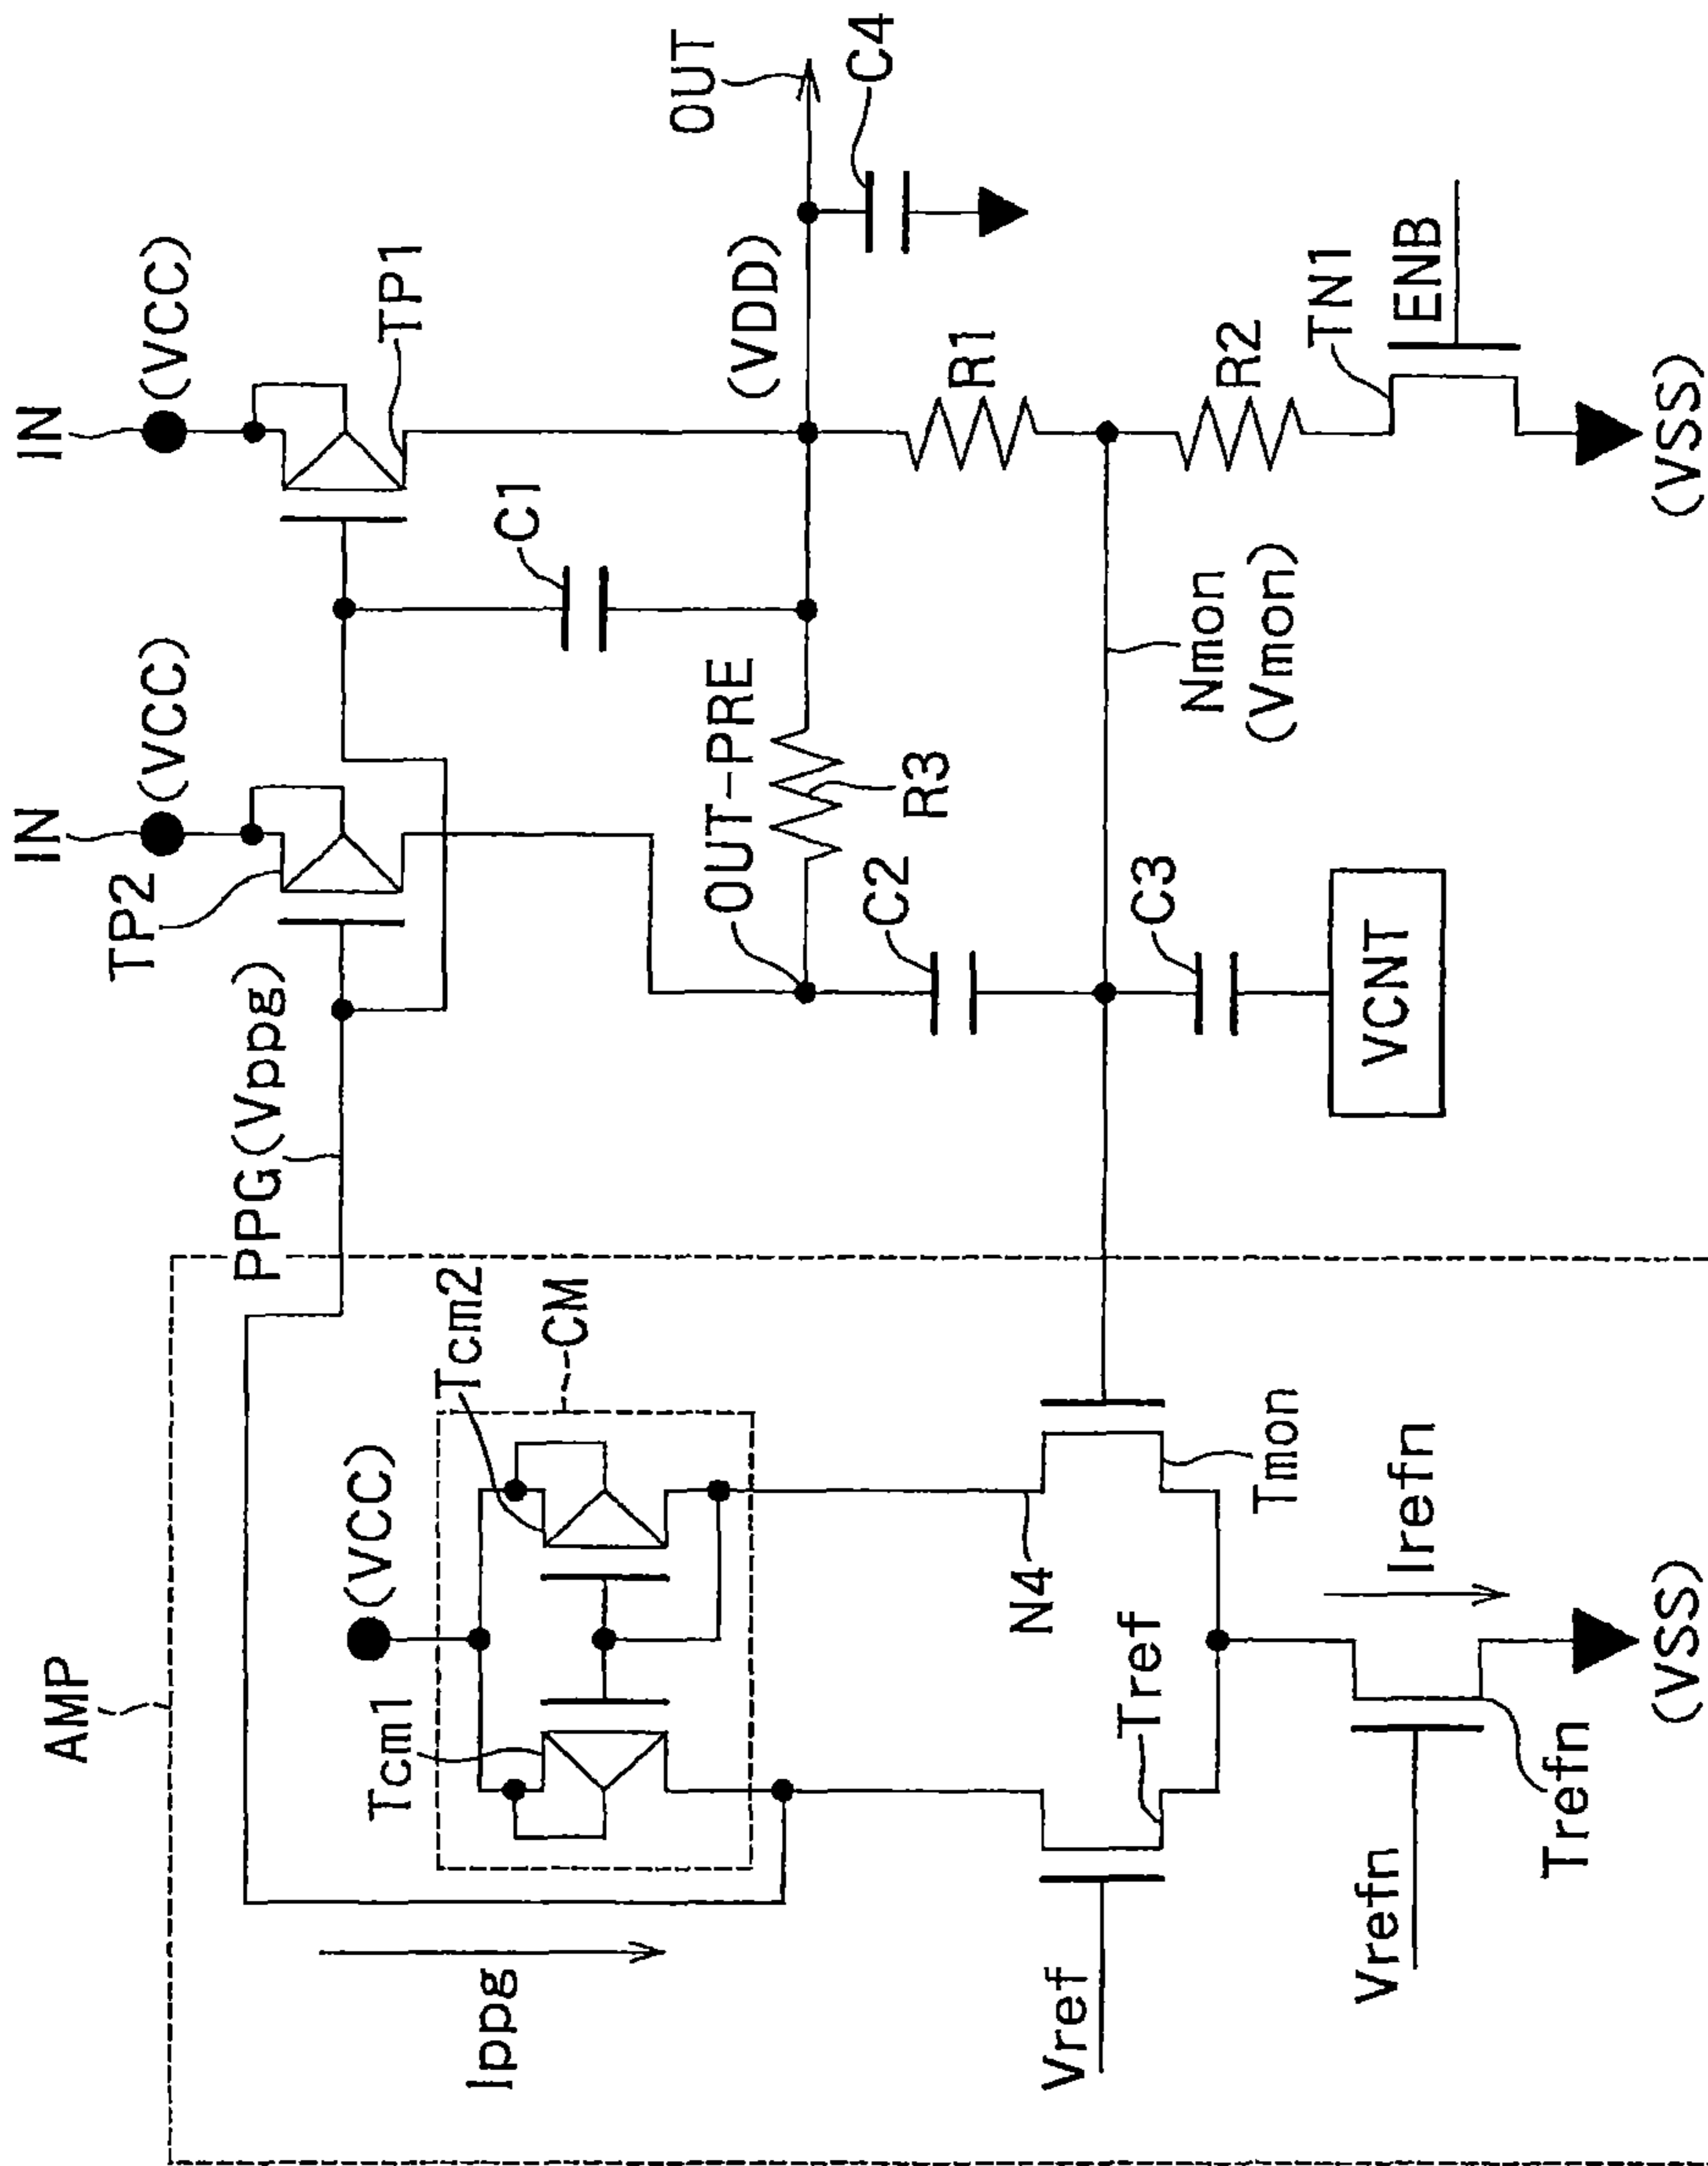 AMP
Ippg
Tcm1
(VCC)
Tcm2
CM
Vref
Tref
N4
Tmon
Vrefn
Trefn
Irefn
(VSS)
PPG(Vppg)
TP2
IN
(VCC)
IN
(VCC)
TP1
C1
OUT-PRE
R3
(VDD)
OUT
C4
C2
C3
VCNT
Nmon
(Vmon)
R1
R2
TN1
ENB
(VSS)